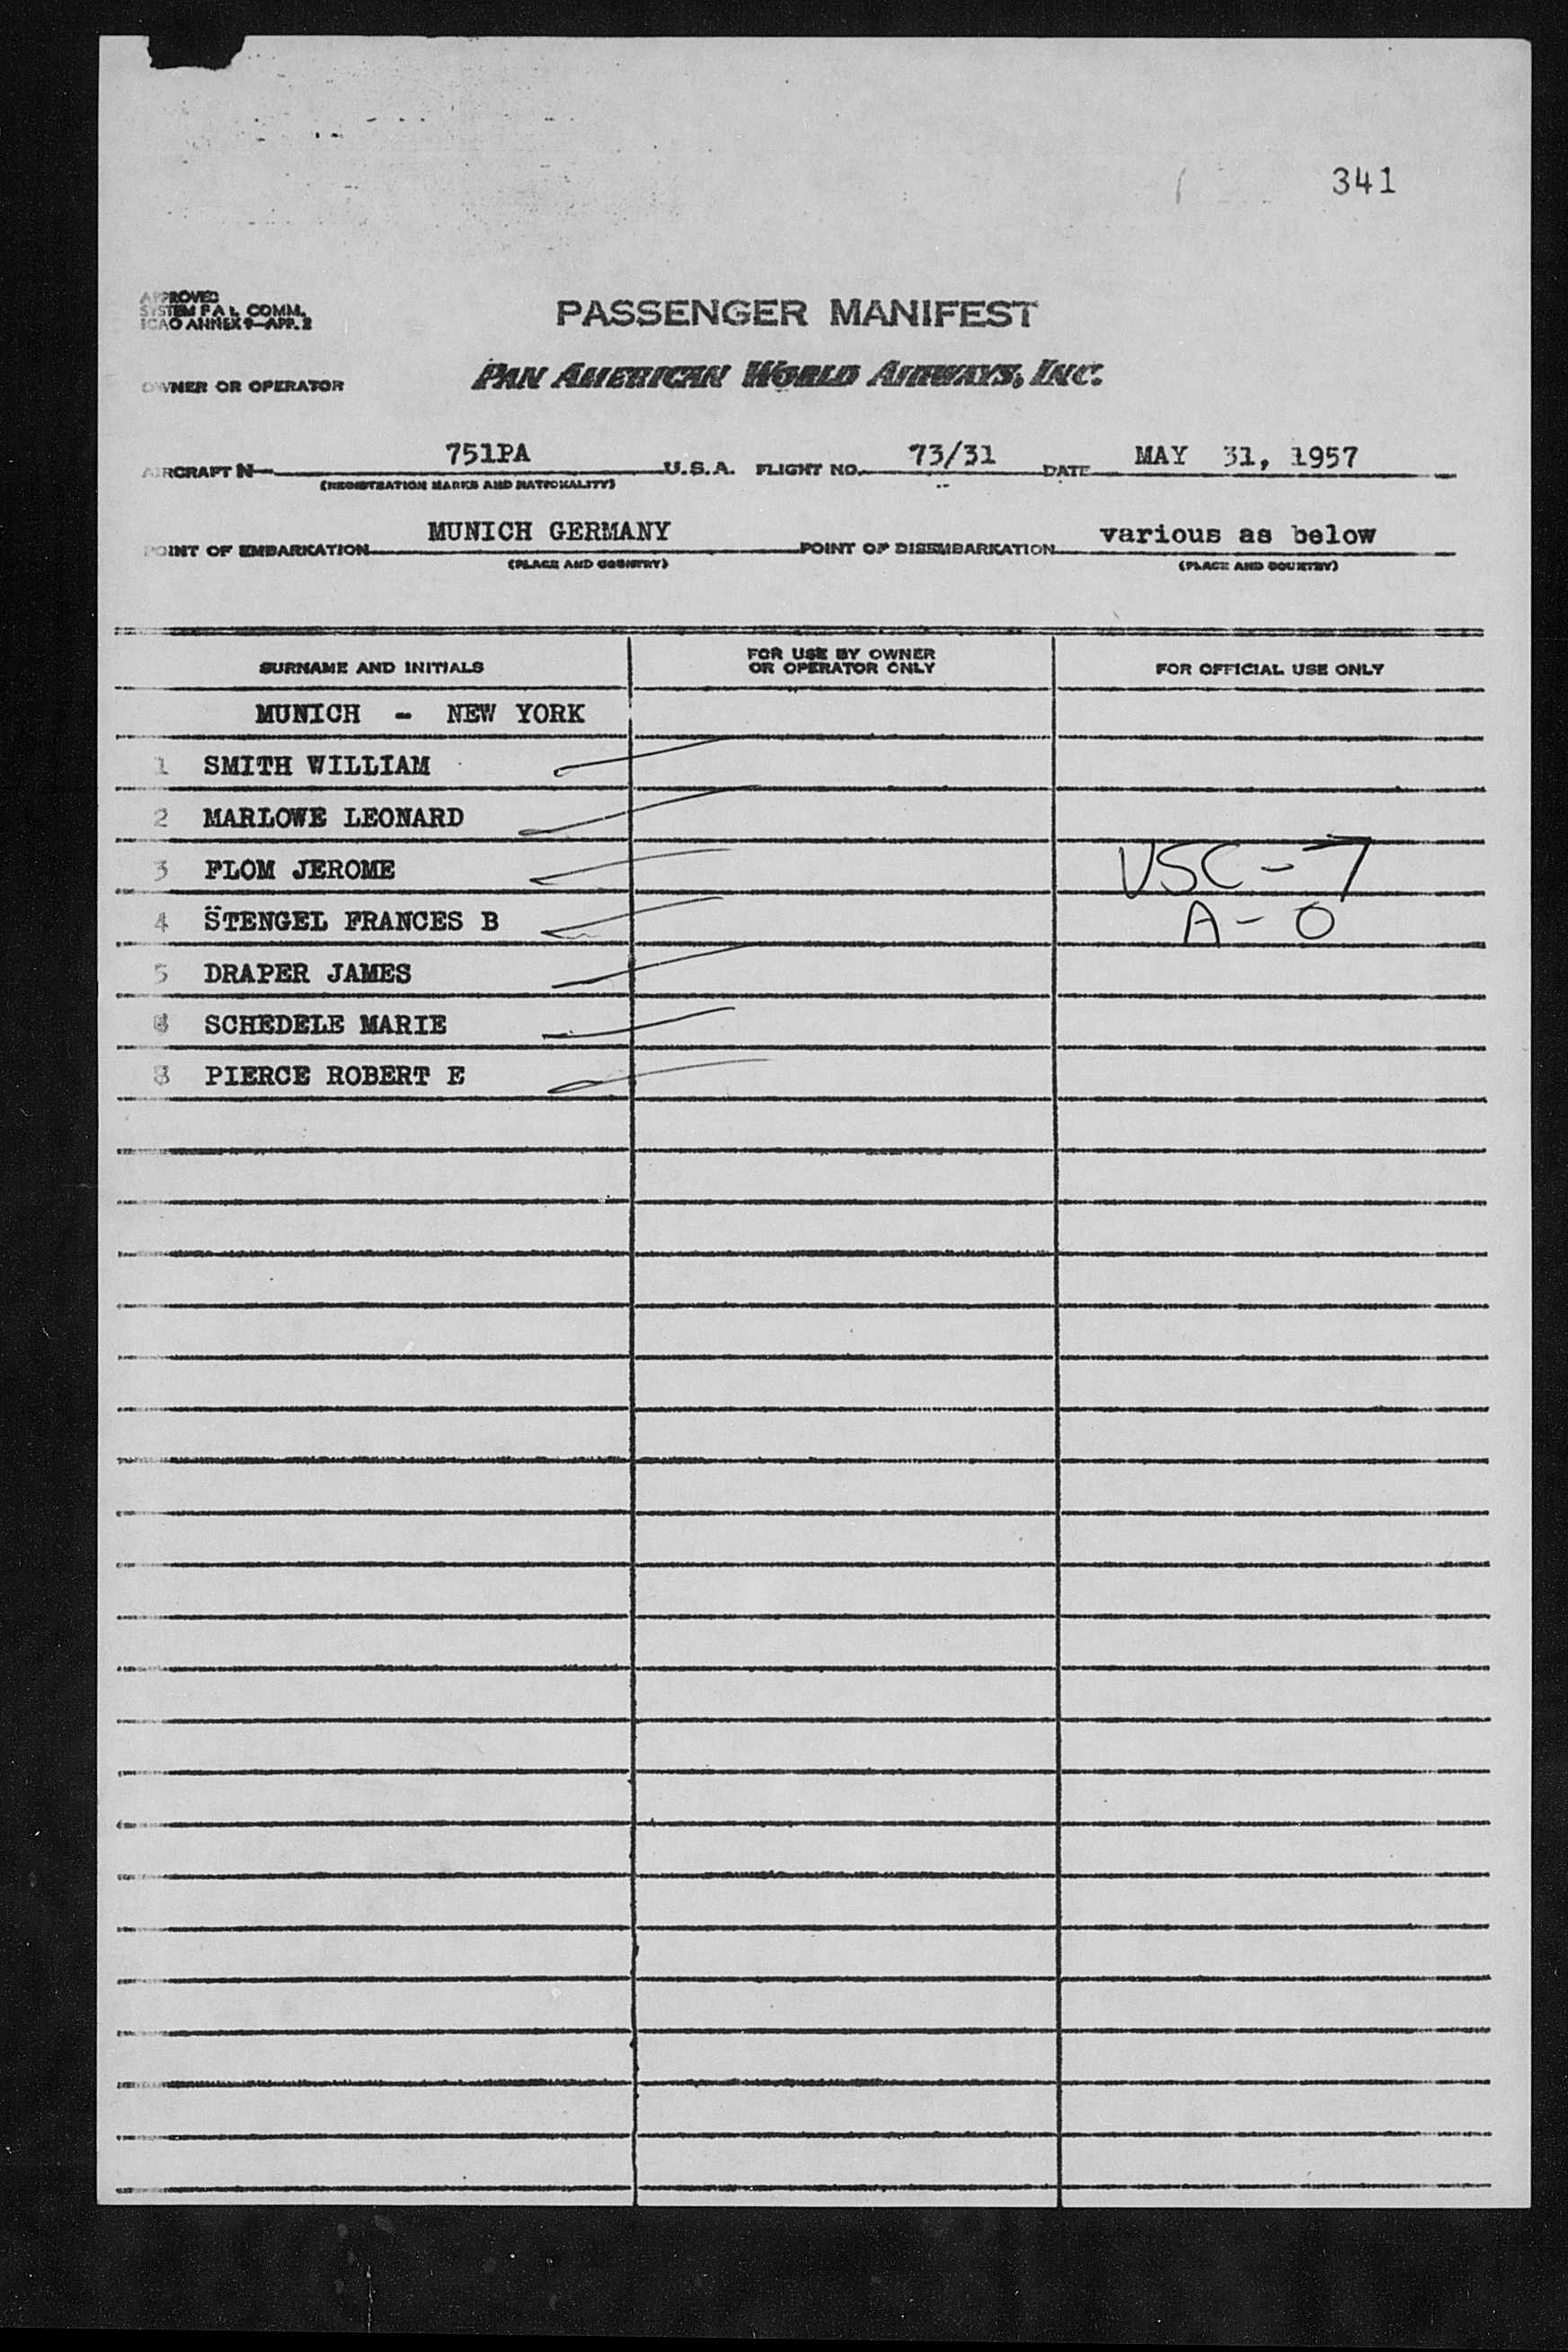 341
APPROVED
SYSTEM F A L COMM.
ICAO ANNEX 9—APP. 2
PASSENGER MANIFEST
OWNER OR OPERATOR PAN AMERICAN WORLD AIRWAYS, INC.
AIRCRAFT N 751PA U.S.A. FLIGHT NO. 73/31 DATE MAY 31, 1957
(REGISTRATION MARKS AND NATIONALITY)
POINT OF EMBARKATION MUNICH GERMANY POINT OF DISEMBARKATION various as below
(PLACE AND COUNTRY) (PLACE AND COUNTRY)
SURNAME AND INITIALS FOR USE BY OWNER OR OPERATOR ONLY FOR OFFICIAL USE ONLY
MUNICH - NEW YORK
1 SMITH WILLIAM
2 MARLOWE LEONARD
3 PLOM JEROME USC-7
4 STENGEL FRANCES B A-0
5 DRAPER JAMES
SCHEDELE MARIE
8 PIERCE ROBERT E